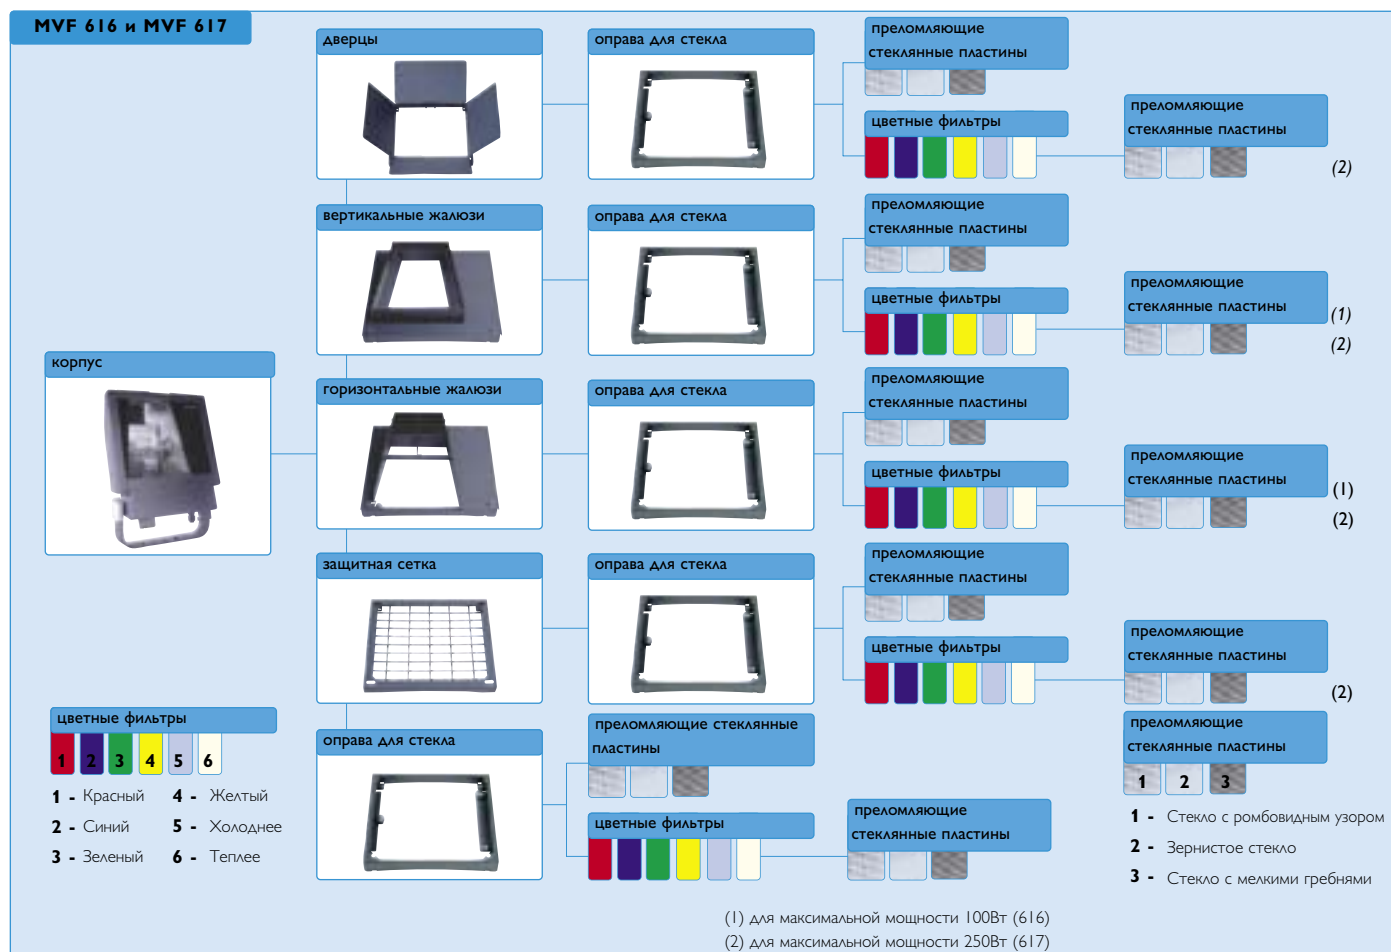 MVF 616 и MVF 617
дверцы
оправа для стекла
преломляющие
стеклянные пластины
цветные фильтры
преломляющие
стеклянные пластины
(2)
вертикальные жалюзи
оправа для стекла
преломляющие
стеклянные пластины
цветные фильтры
преломляющие
стеклянные пластины
(1)
(2)
корпус
горизонтальные жалюзи
оправа для стекла
преломляющие
стеклянные пластины
цветные фильтры
преломляющие
стеклянные пластины
(1)
(2)
защитная сетка
оправа для стекла
преломляющие
стеклянные пластины
цветные фильтры
преломляющие
стеклянные пластины
(2)
оправа для стекла
преломляющие стеклянные
пластины
цветные фильтры
преломляющие
стеклянные пластины
цветные фильтры
1 2 3 4 5 6
1 - Красный 4 - Желтый
2 - Синий 5 - Холоднее
3 - Зеленый 6 - Теплее
преломляющие
стеклянные пластины
1 2 3
1 - Стекло с ромбовидным узором
2 - Зернистое стекло
3 - Стекло с мелкими гребнями
(1) для максимальной мощности 100Вт (616)
(2) для максимальной мощности 250Вт (617)